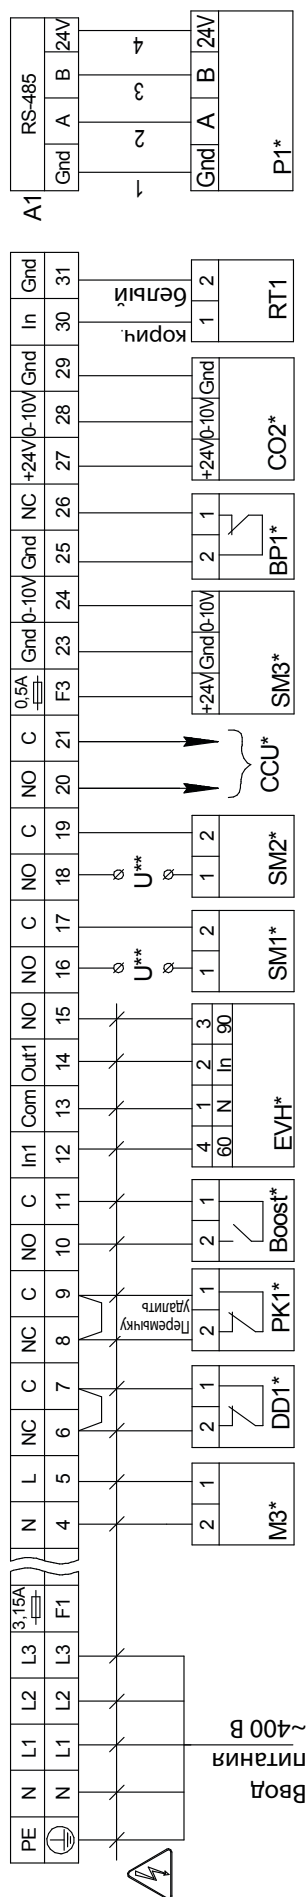 PE N L1 L2 L3 3,15A N L NC C NC C NO C In1 Com Out1 NO NO C NO C NO C 0,5A Gnd 0-10V Gnd NC +24V 0-10V Gnd In Gnd
N L1 L2 L3 F1 4 5 6 7 8 9 10 11 12 13 14 15 16 17 18 19 20 21 F3 23 24 25 26 27 28 29 30 31
A1
RS-485
Gnd A B 24V
1 2 3 4
Gnd A B 24V
P1*
Ввод
питания
~400 В
2 1
M3*
2 1
DD1*
Перемычку
удалить
2 1
PK1*
2 1
Boost*
4 1 2 3
60 N In 90
EVH*
U**
1 2
SM1*
U**
1 2
SM2*
CCU*
+24V Gnd 0-10V
SM3*
2 1
BP1*
+24V 0-10V Gnd
CO2*
корич.
белый
1 2
RT1